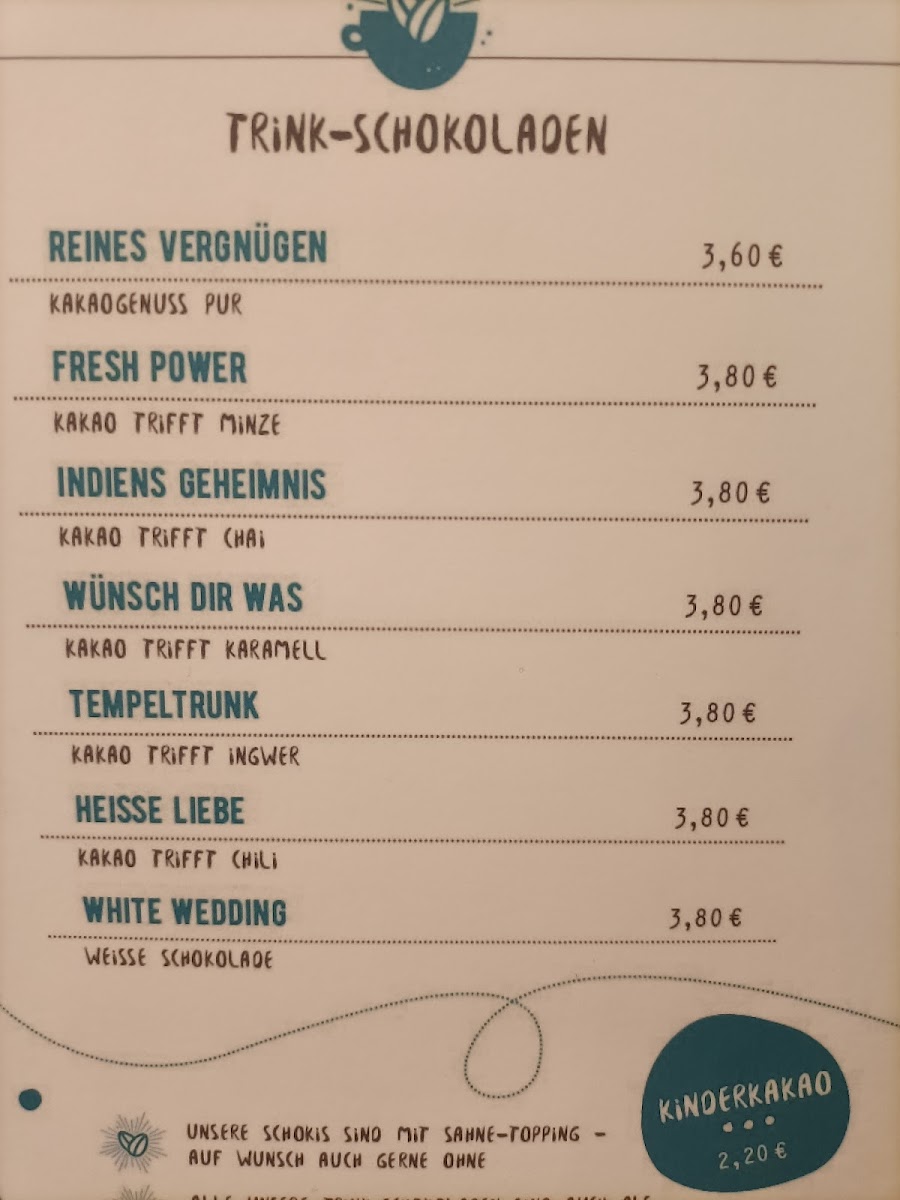 TRINK-SCHOKOLADEN
REINES VERGNÜGEN 3,60 €
KAKAOGENUSS PUR
FRESH POWER 3,80 €
KAKAO TRIFFT MINZE
INDIENS GEHEIMNIS 3,80 €
KAKAO TRIFFT CHAI
WÜNSCH DIR WAS 3,80 €
KAKAO TRIFFT KARAMELL
TEMPELTRUNK 3,80 €
KAKAO TRIFFT INGWER
HEISSE LIEBE 3,80 €
KAKAO TRIFFT CHILI
WHITE WEDDING 3,80 €
WEISSE SCHOKOLADE
KINDERKAKAO
2,20 €
UNSERE SCHOKIS SIND MIT SAHNE-TOPPING –
AUF WUNSCH AUCH GERNE OHNE